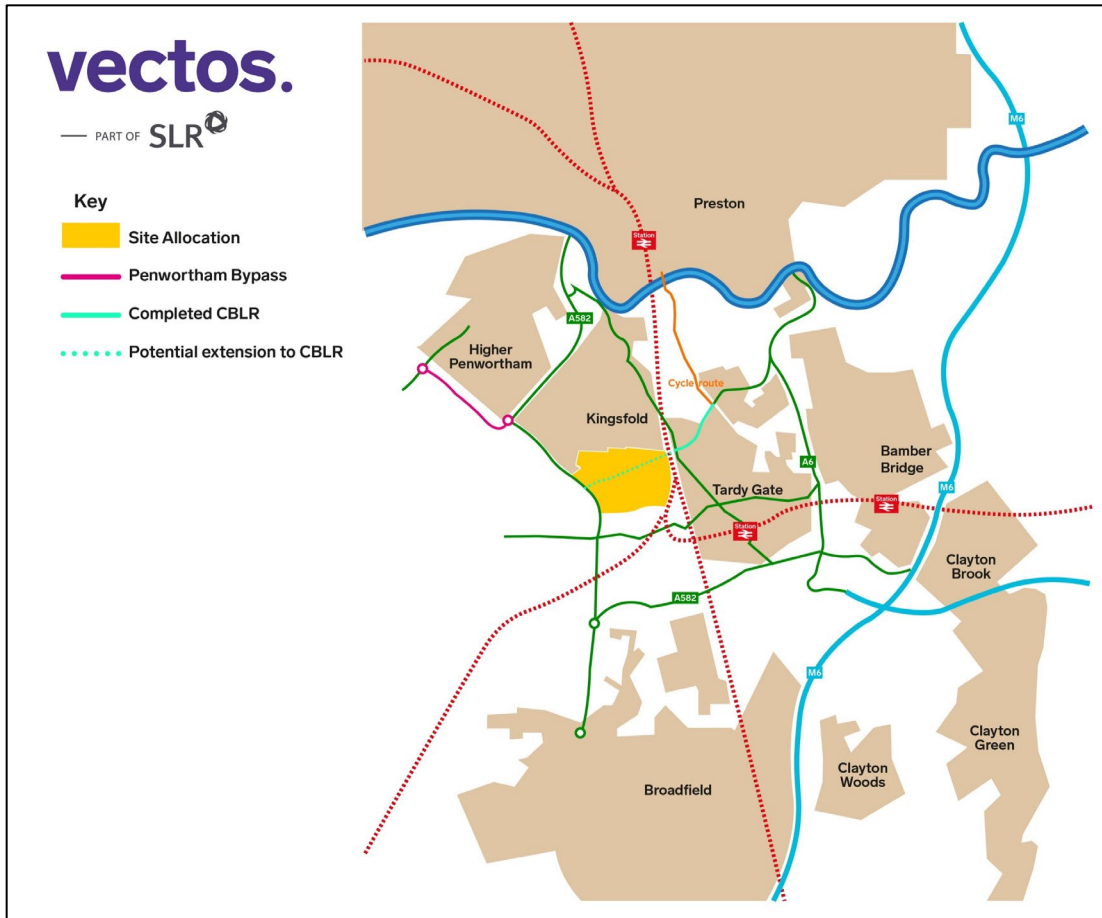 vectos.
PART OF SLR
Key
Site Allocation
Penwortham Bypass
Completed CBLR
Potential extension to CBLR
M6
Preston
Station
A582
Higher
Penwortham
Cycle route
Kingsfold
Bamber
Bridge
A6
Tardy Gate
M6
Station
Station
Clayton
Brook
A582
M6
Clayton
Green
Clayton
Woods
Broadfield